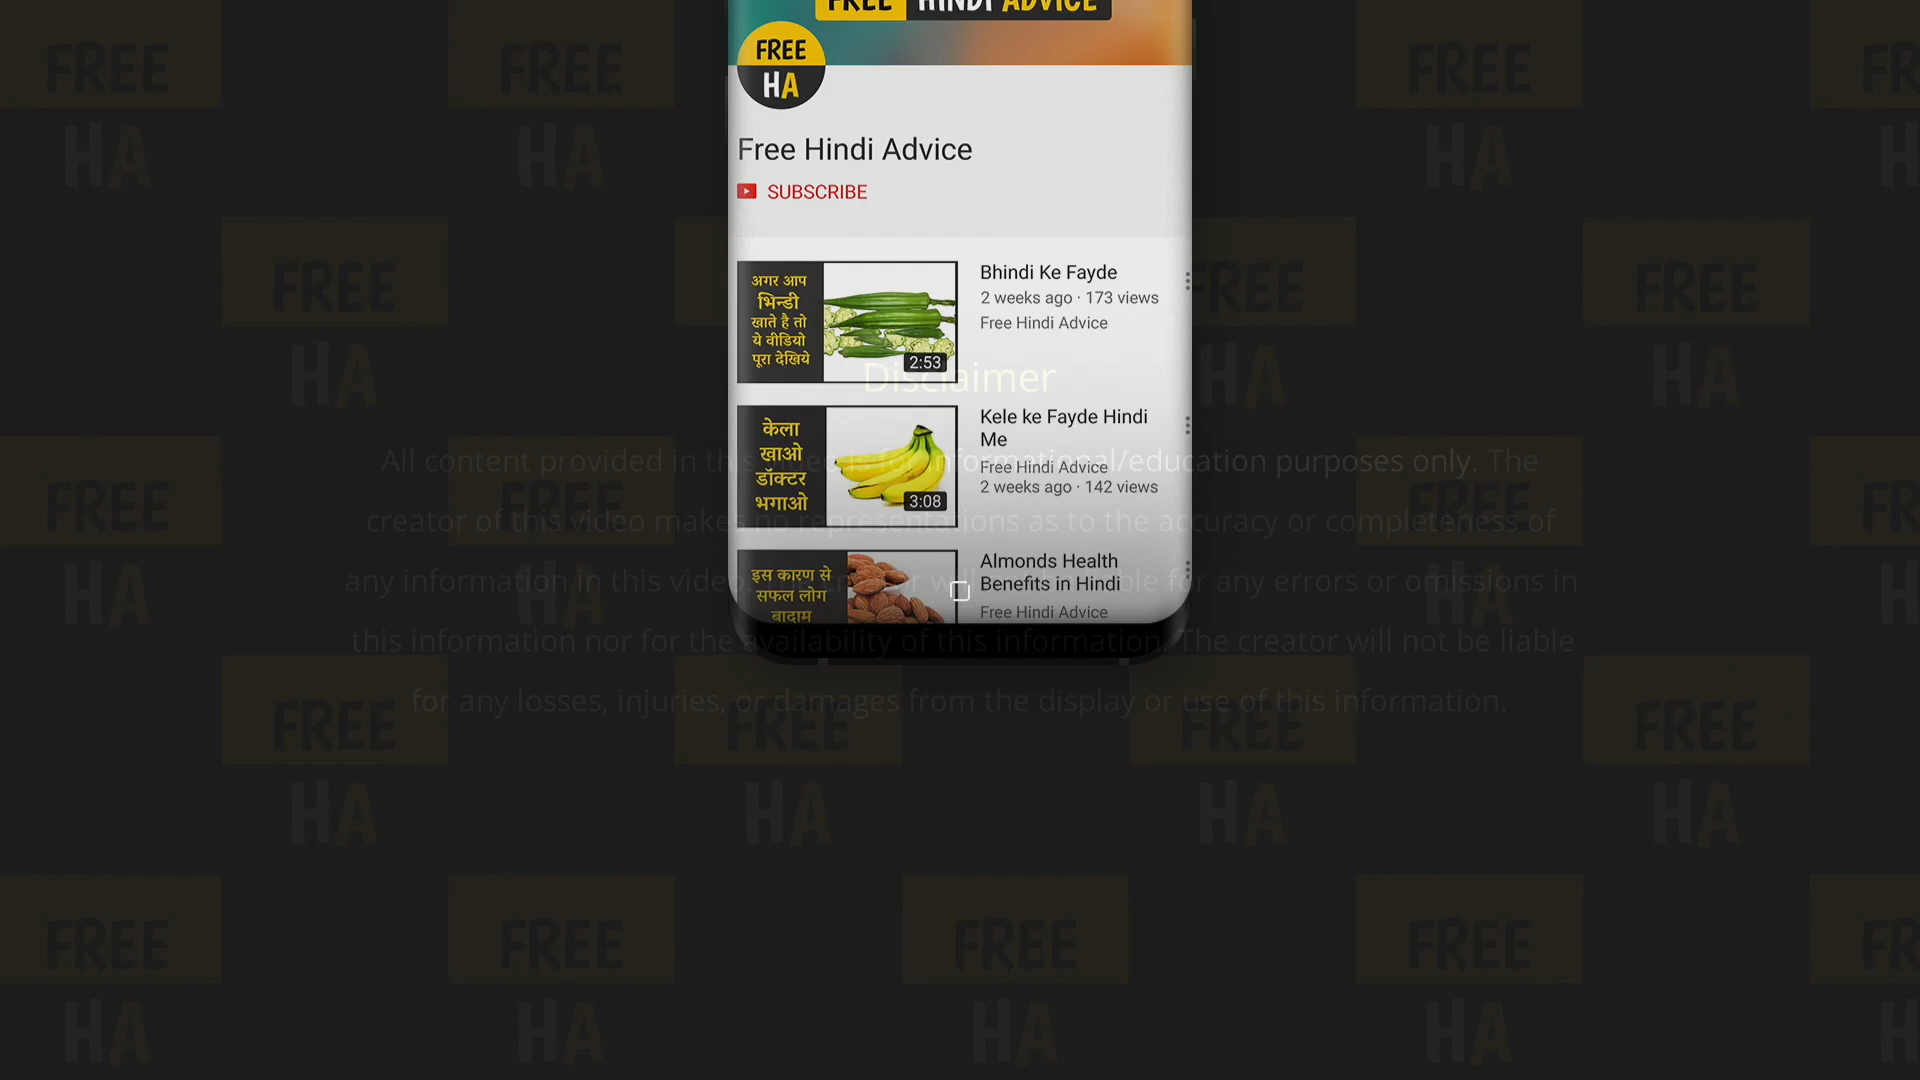 FREE HINDI ADVICE
FREE
HA
Free Hindi Advice
SUBSCRIBE
अगर आप
भिन्डी
खाते है तो
ये वीडियो
पूरा देखिये
2:53
Bhindi Ke Fayde
2 weeks ago · 173 views
Free Hindi Advice
Disclaimer
केला
खाओ
डॉक्टर
भगाओ
3:08
Kele ke Fayde Hindi
Me
Free Hindi Advice
2 weeks ago · 142 views
इस कारण से
सफल लोग
बादाम
Almonds Health
Benefits in Hindi
Free Hindi Advice
All content provided in this video is for informational/education purposes only. The
creator of this video makes no representations as to the accuracy or completeness of
any information in this video for any errors or omissions in
this information nor for the availability of this information. The creator will not be liable
for any losses, injuries, or damages from the display or use of this information.